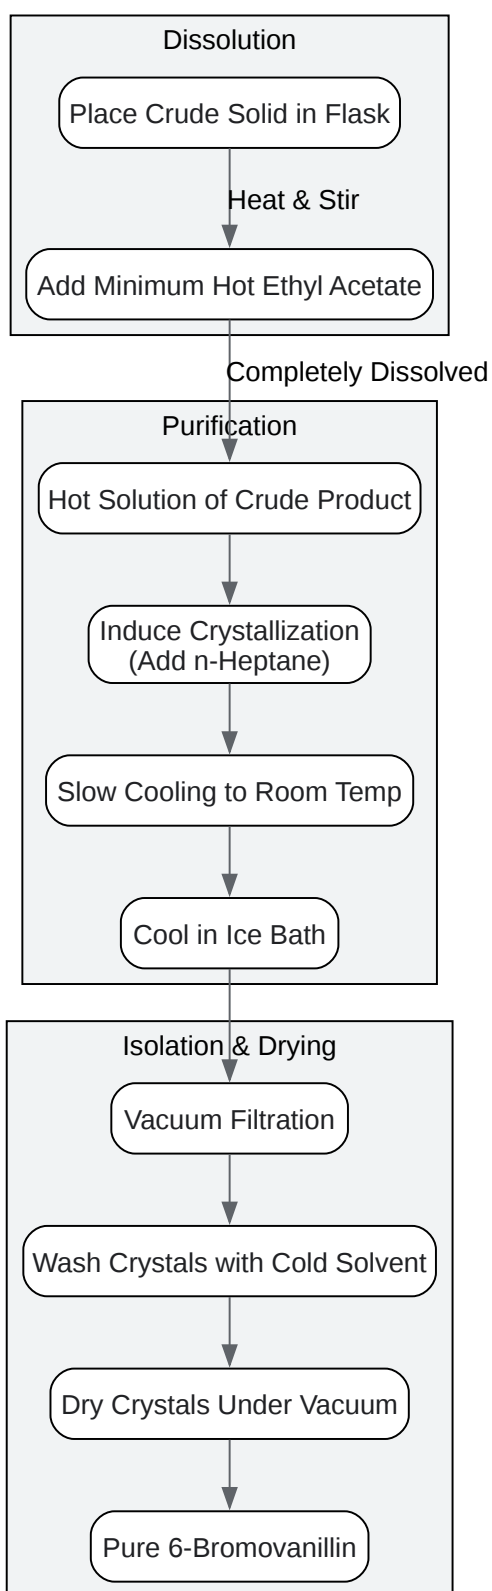 Dissolution
Place Crude Solid in Flask
Heat & Stir
Add Minimum Hot Ethyl Acetate
Completely Dissolved
Purification
Hot Solution of Crude Product
Induce Crystallization
(Add n-Heptane)
Slow Cooling to Room Temp
Cool in Ice Bath
Isolation & Drying
Vacuum Filtration
Wash Crystals with Cold Solvent
Dry Crystals Under Vacuum
Pure 6-Bromovanillin